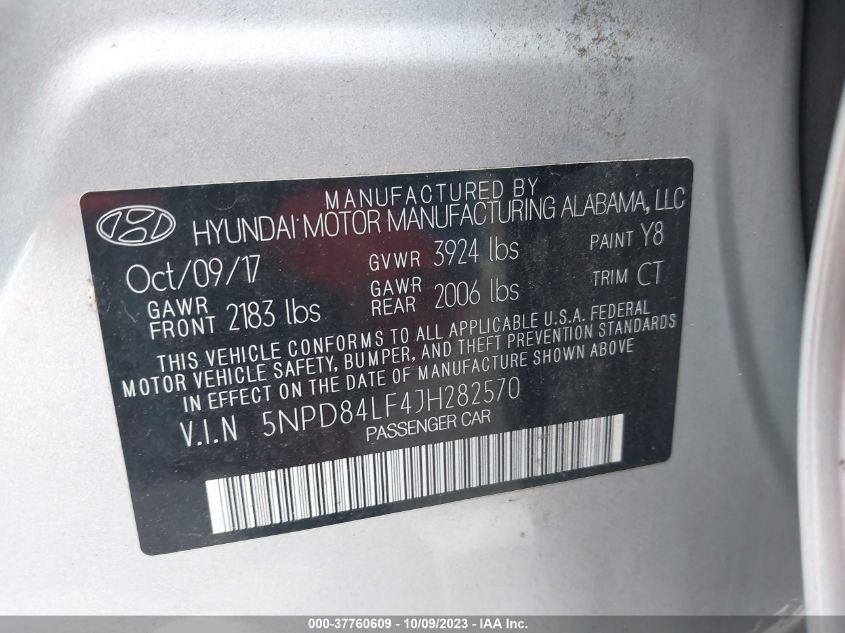 MANUFACTURED BY
HYUNDAI MOTOR MANUFACTURING ALABAMA, LLC
Oct/09/17 GVWR 3924 lbs PAINT Y8
GAWR FRONT 2183 lbs GAWR REAR 2006 lbs TRIM CT
THIS VEHICLE CONFORMS TO ALL APPLICABLE U.S.A. FEDERAL
MOTOR VEHICLE SAFETY, BUMPER, AND THEFT PREVENTION STANDARDS
IN EFFECT ON THE DATE OF MANUFACTURE SHOWN ABOVE
V.I.N 5NPD84LF4JH282570
PASSENGER CAR
000-37760609 - 10/09/2023 - IAA Inc.